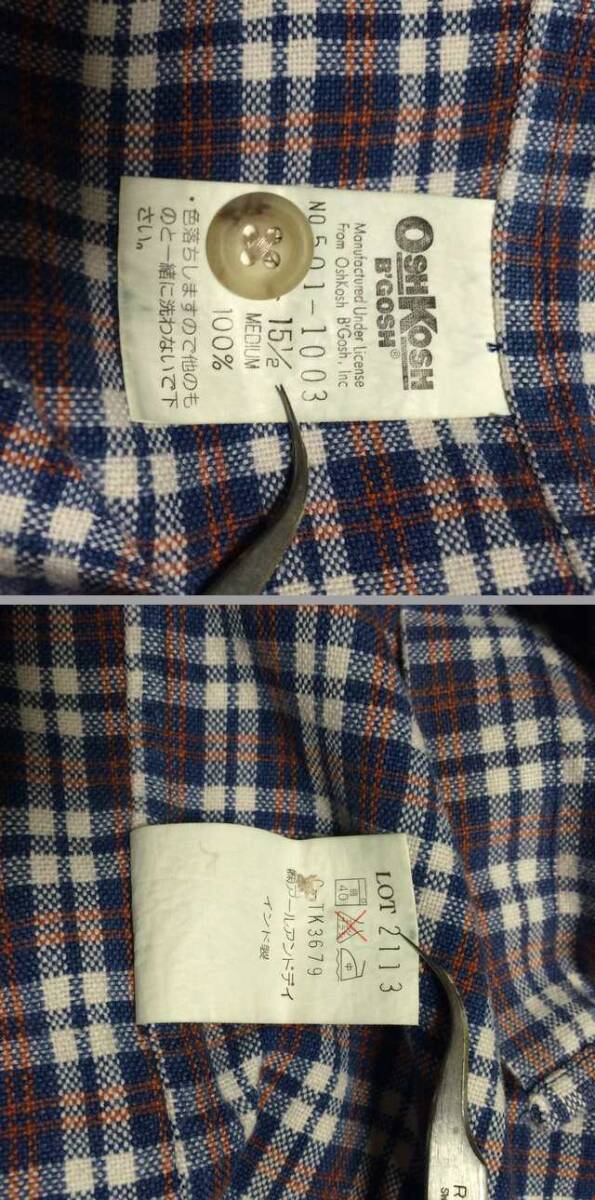 OSHKOSH
B'GOSH®
Manufactured Under License
From OshKosh B'Gosh, Inc
NO 501-1003
15½
MEDIUM
100%
・色落ちしますので他のも
のと一緒に洗わないで下
さい。
LOT 2113
40
中
TK3679
インド製